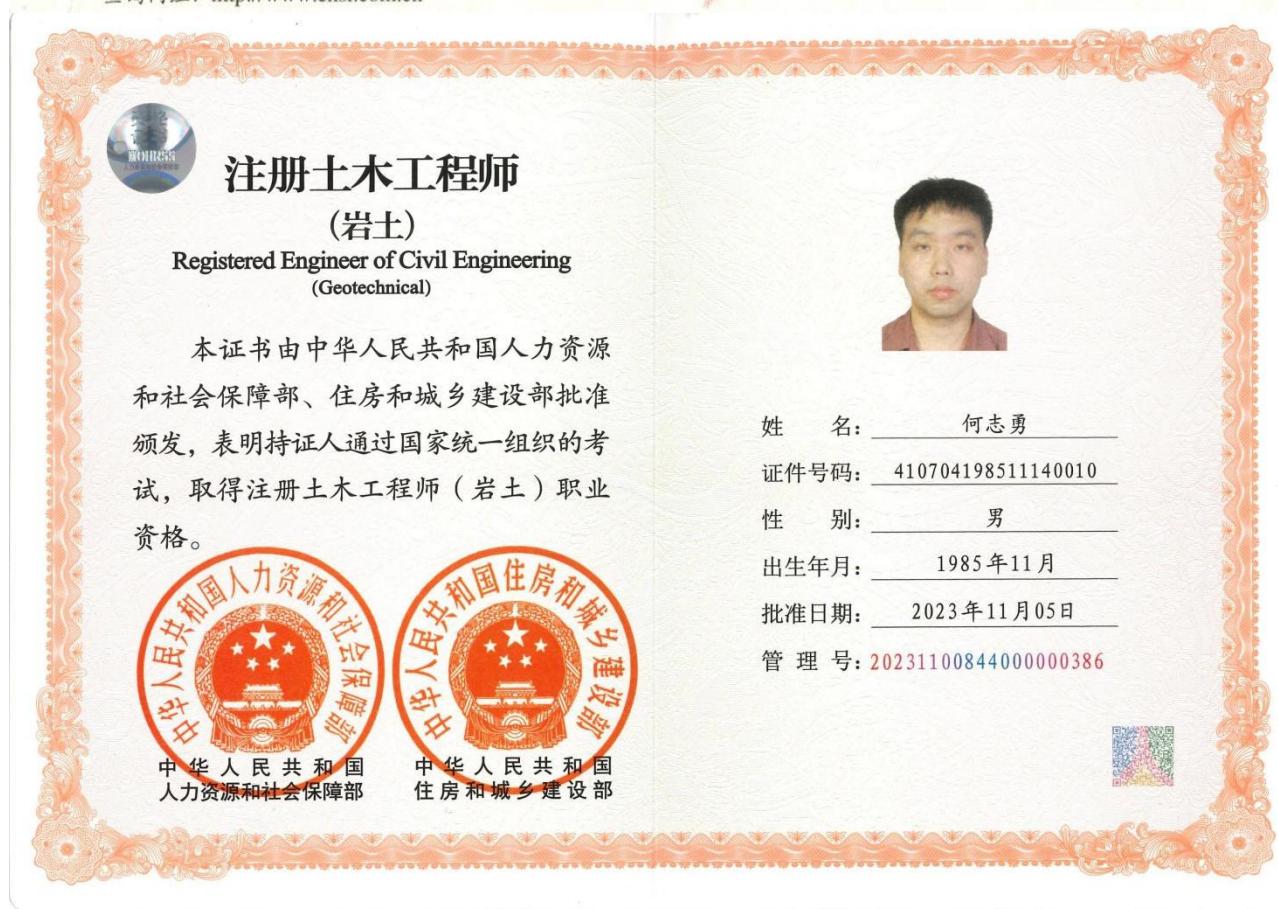 注册土木工程师
(岩土)
Registered Engineer of Civil Engineering
(Geotechnical)
本证书由中华人民共和国人力资源
和社会保障部、住房和城乡建设部批准
颁发，表明持证人通过国家统一组织的考
试，取得注册土木工程师（岩土）职业
资格。
中华人民共和国人力资源和社会保障部
中华人民共和国住房和城乡建设部
中华人民共和国
人力资源和社会保障部
中华人民共和国
住房和城乡建设部
姓 名: 何志勇
证件号码: 410704198511140010
性 别: 男
出生年月: 1985年11月
批准日期: 2023年11月05日
管 理 号: 20231100844000000386